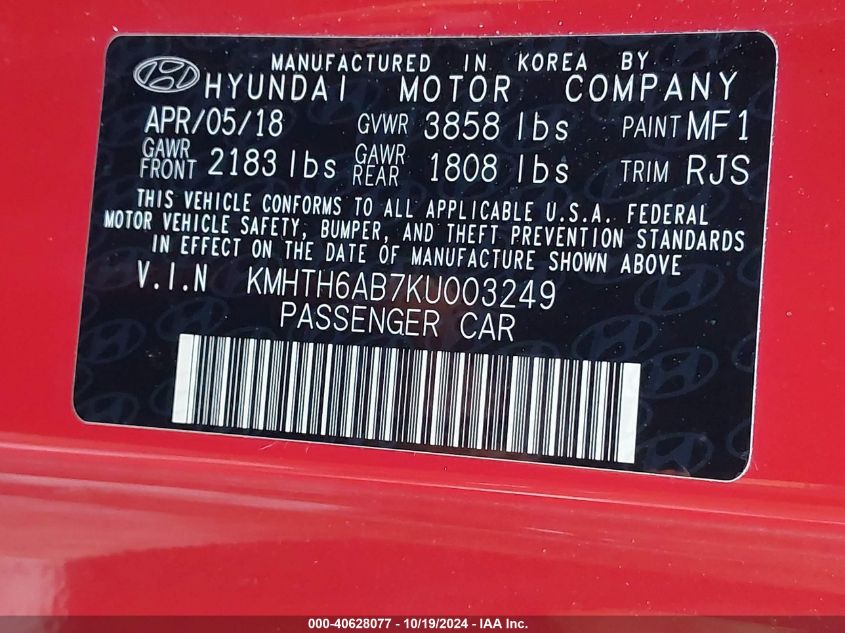 MANUFACTURED IN KOREA BY
HYUNDAI MOTOR COMPANY
APR/05/18 GVWR 3858 lbs PAINT MF1
GAWR FRONT 2183 lbs GAWR REAR 1808 lbs TRIM RJS
THIS VEHICLE CONFORMS TO ALL APPLICABLE U.S.A. FEDERAL
MOTOR VEHICLE SAFETY, BUMPER, AND THEFT PREVENTION STANDARDS
IN EFFECT ON THE DATE OF MANUFACTURE SHOWN ABOVE
V.I.N KMHTH6AB7KU003249
PASSENGER CAR
000-40628077 - 10/19/2024 - IAA Inc.